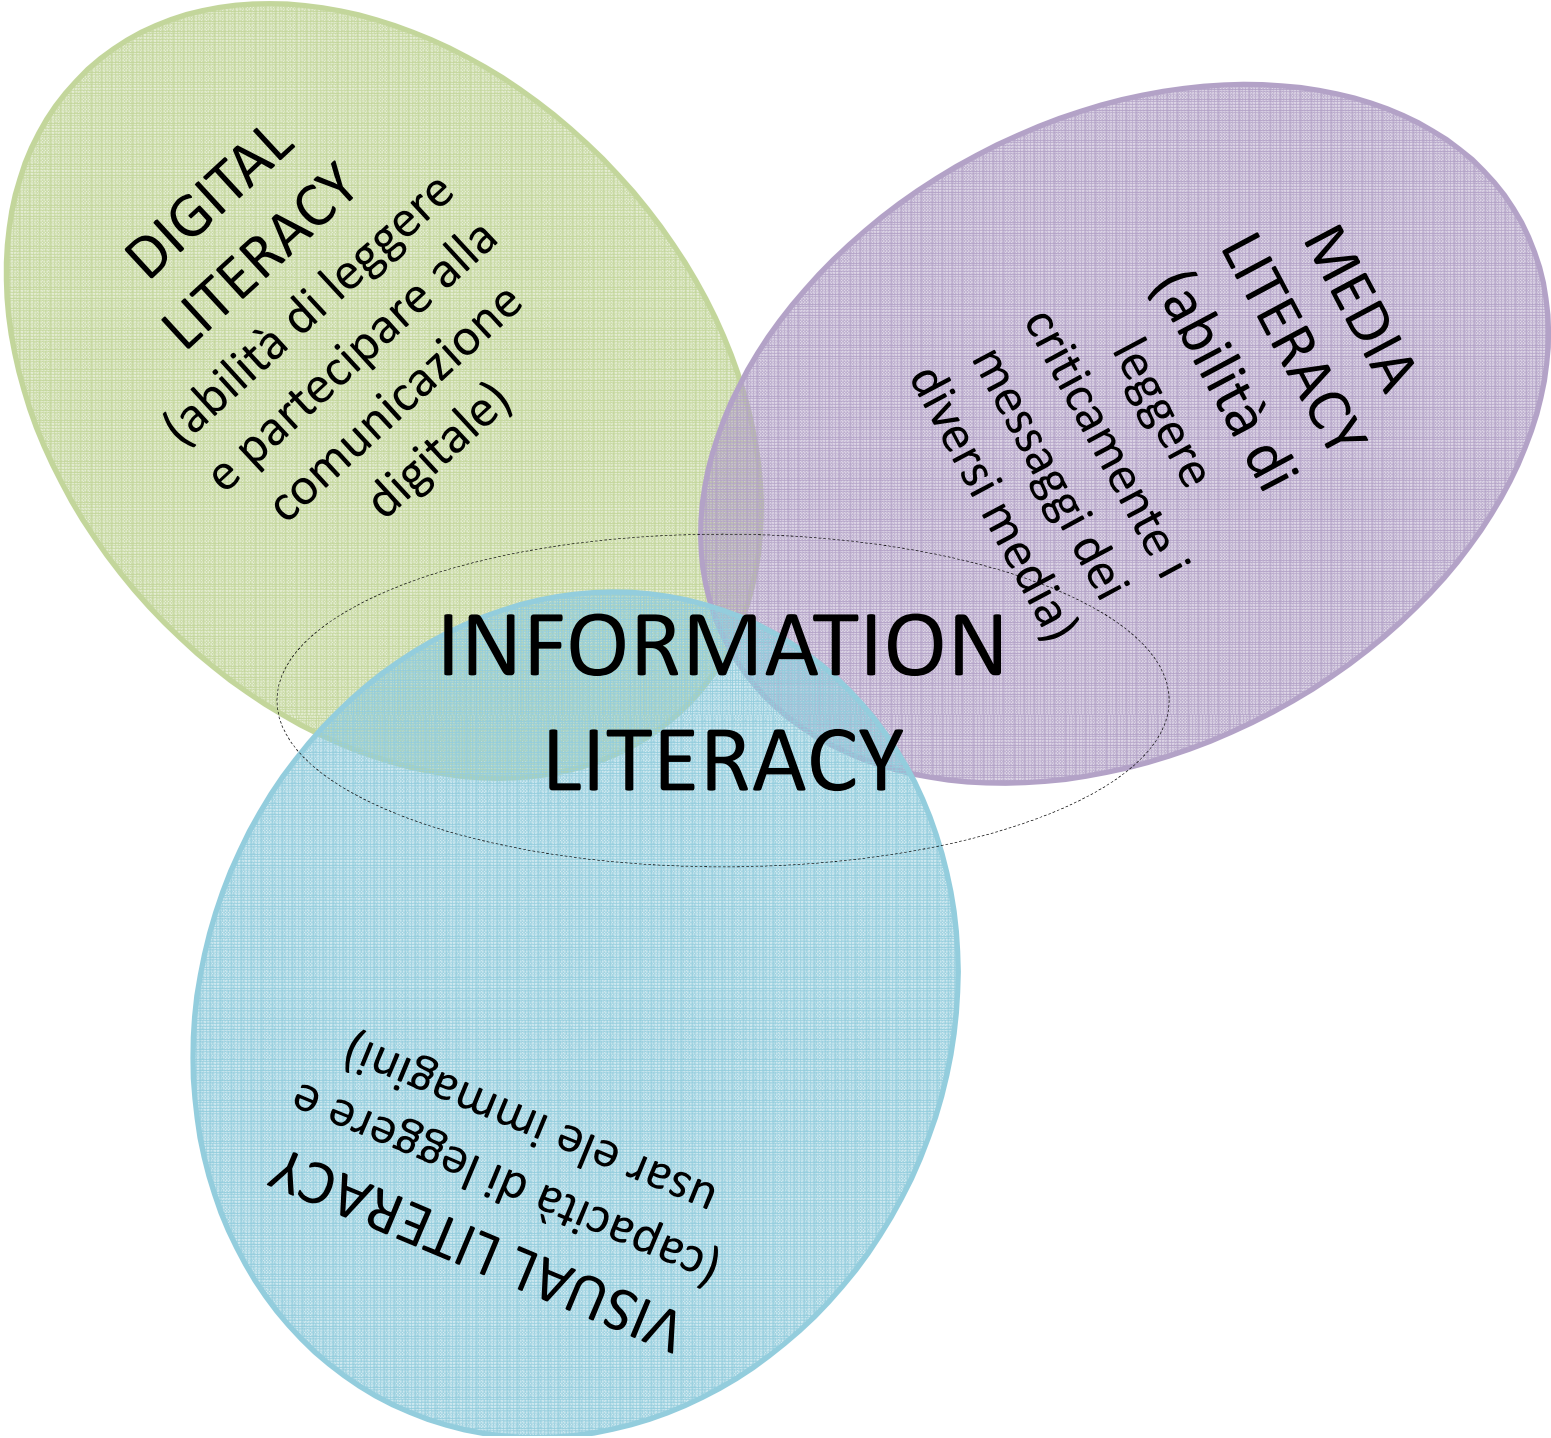 DIGITAL
LITERACY
(abilità di leggere
e partecipare alla
comunicazione
digitale)
MEDIA
LITERACY
(abilità di
leggere
criticamente i
messaggi dei
diversi media)
INFORMATION
LITERACY
VISUAL LITERACY
(capacità di leggere e
usar ele immagini)